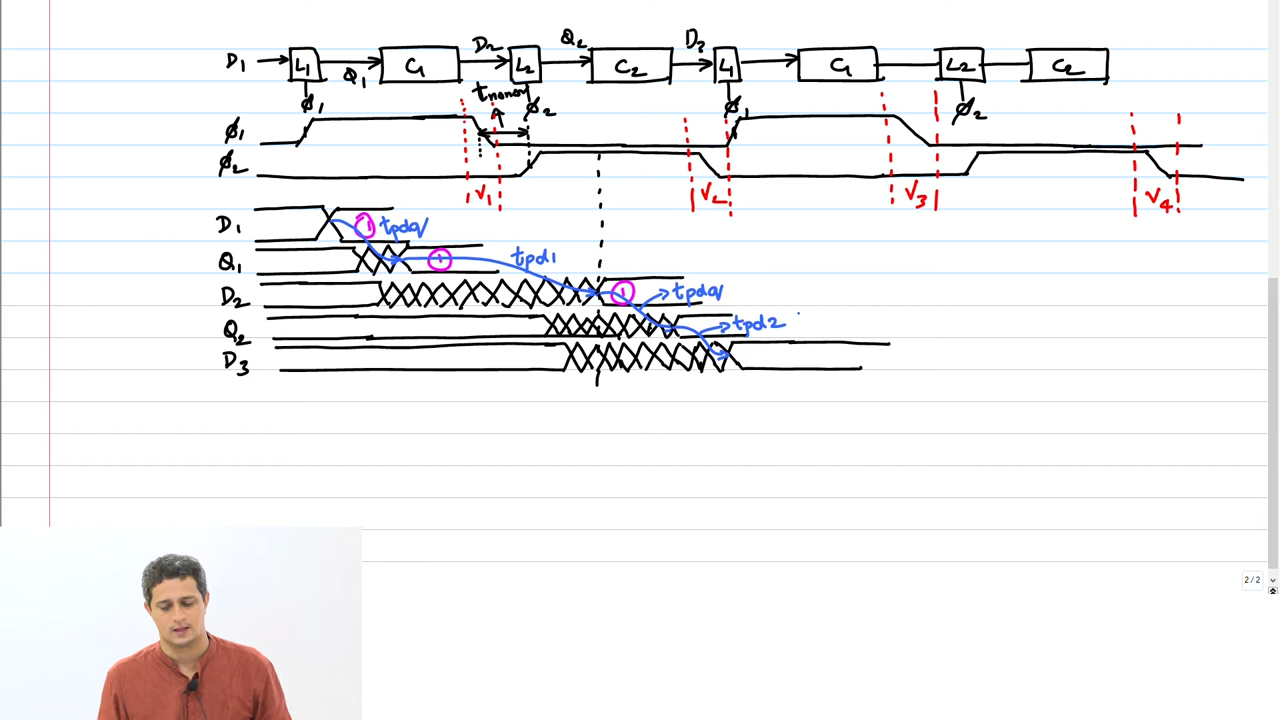 D1 L1 Q1 C1 D2 L2 Q2 C2 D3 L1 C1 L2 C2
ϕ1 tnonov ϕ2 ϕ1 ϕ2
ϕ1
ϕ2
V1 V2 V3 V4
D1 1 tpdq
Q1 1 tpd1
D2 1 tpdq
Q2 tpd2
D3
2/2